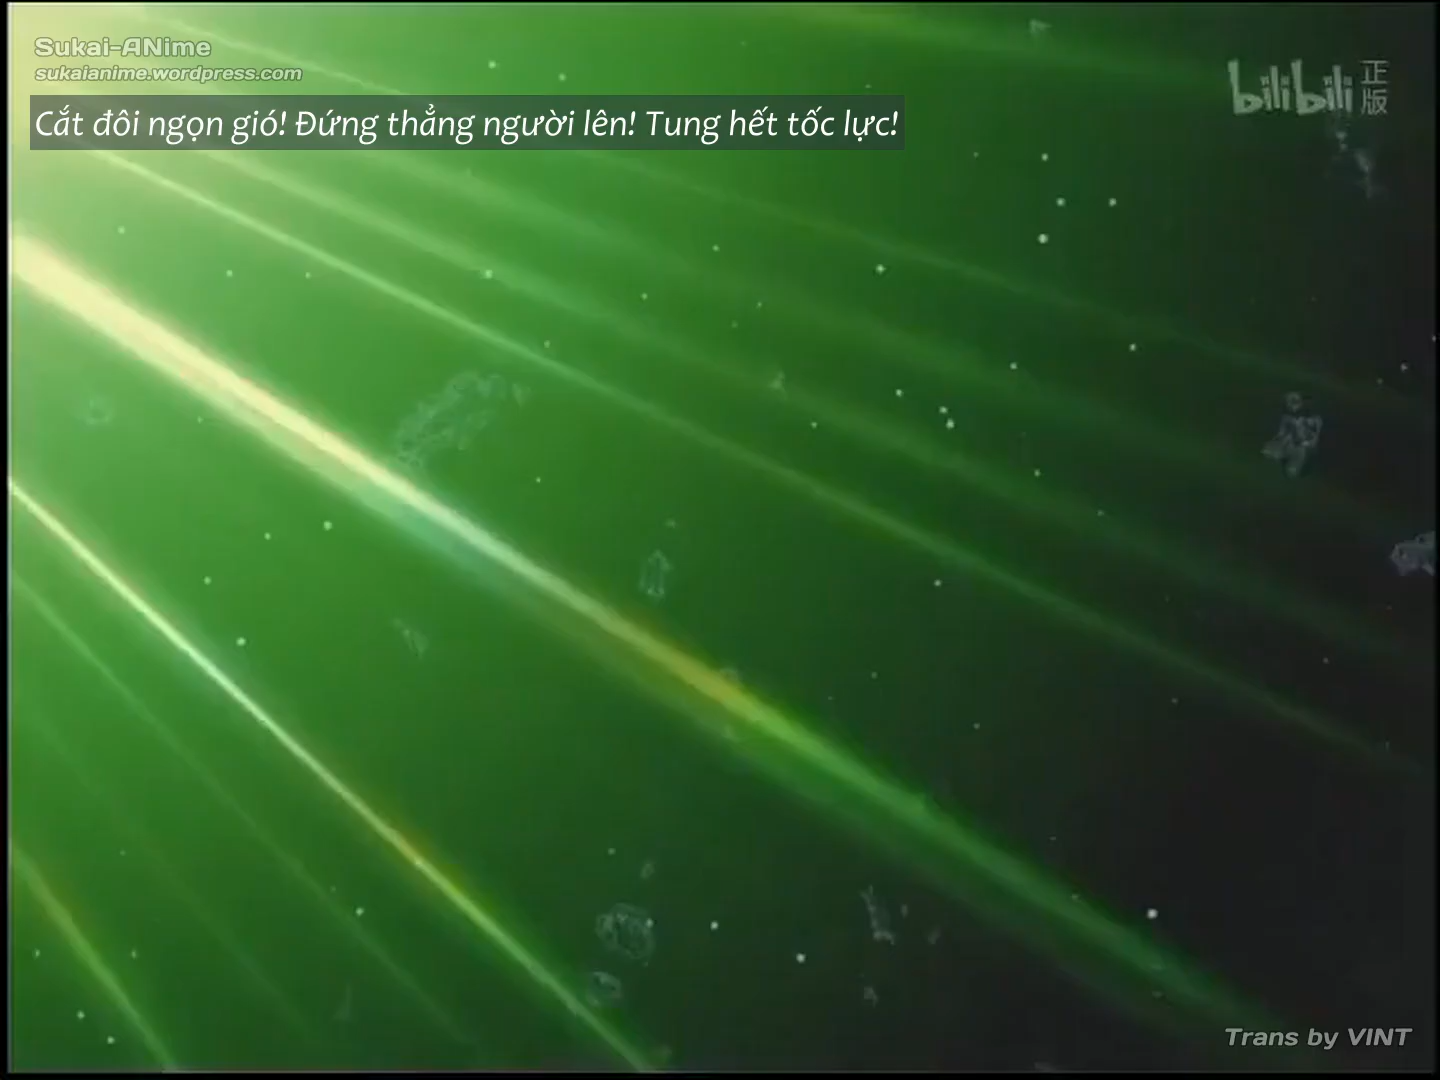 Sukai-ANime
sukaianime.wordpress.com
bilibili 正版
Cắt đôi ngọn gió! Đứng thẳng người lên! Tung hết tốc lực!
Trans by VINT